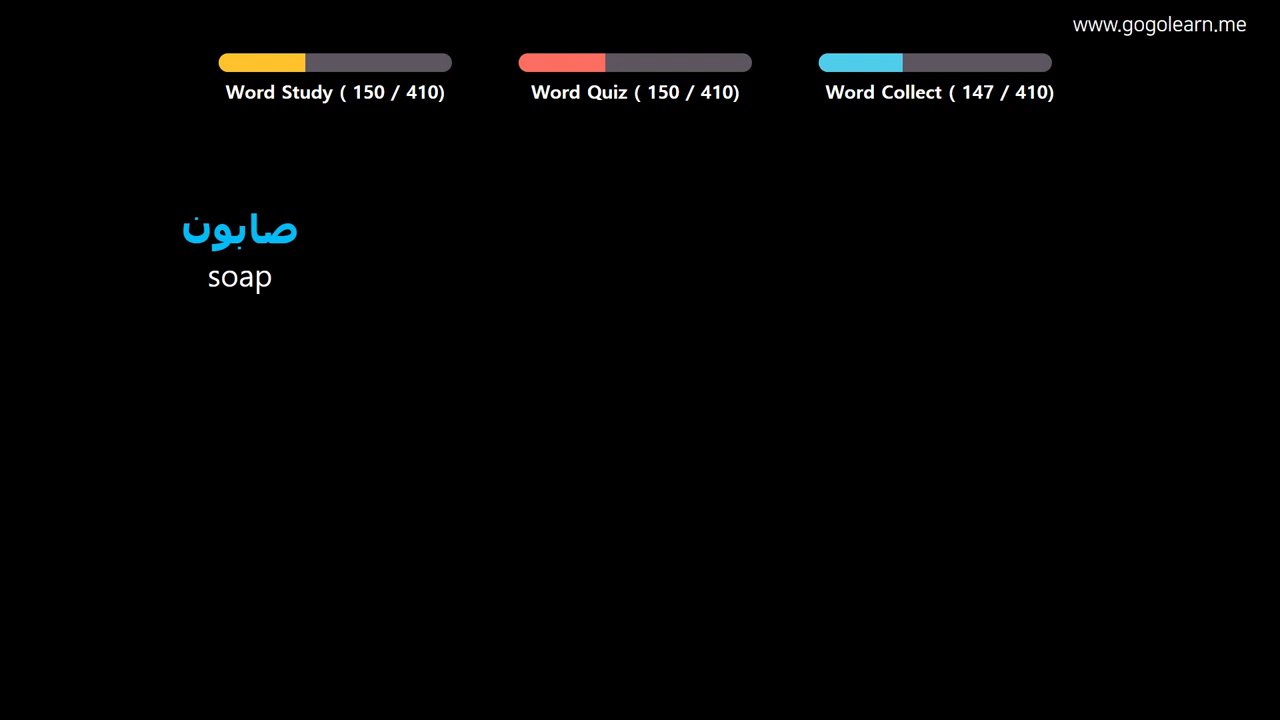 www.gogolearn.me
Word Study ( 150 / 410)
Word Quiz ( 150 / 410)
Word Collect ( 147 / 410)
صابون
soap